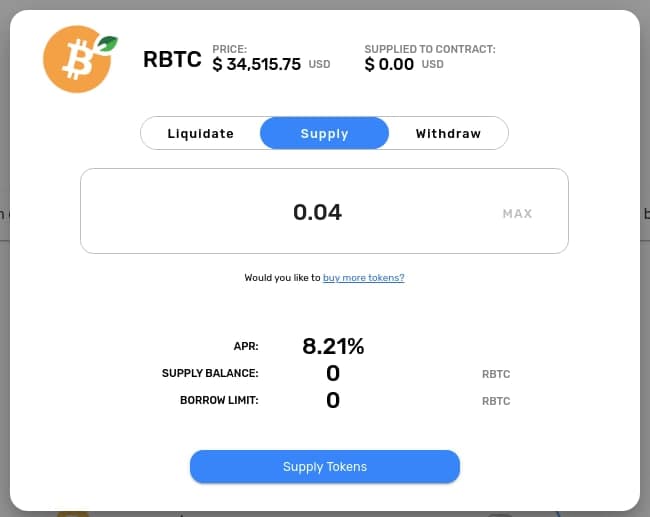 RBTC
PRICE:
$ 34,515.75 USD
SUPPLIED TO CONTRACT:
$ 0.00 USD
Liquidate Supply Withdraw
0.04 MAX
Would you like to buy more tokens?
APR: 8.21%
SUPPLY BALANCE: 0 RBTC
BORROW LIMIT: 0 RBTC
Supply Tokens